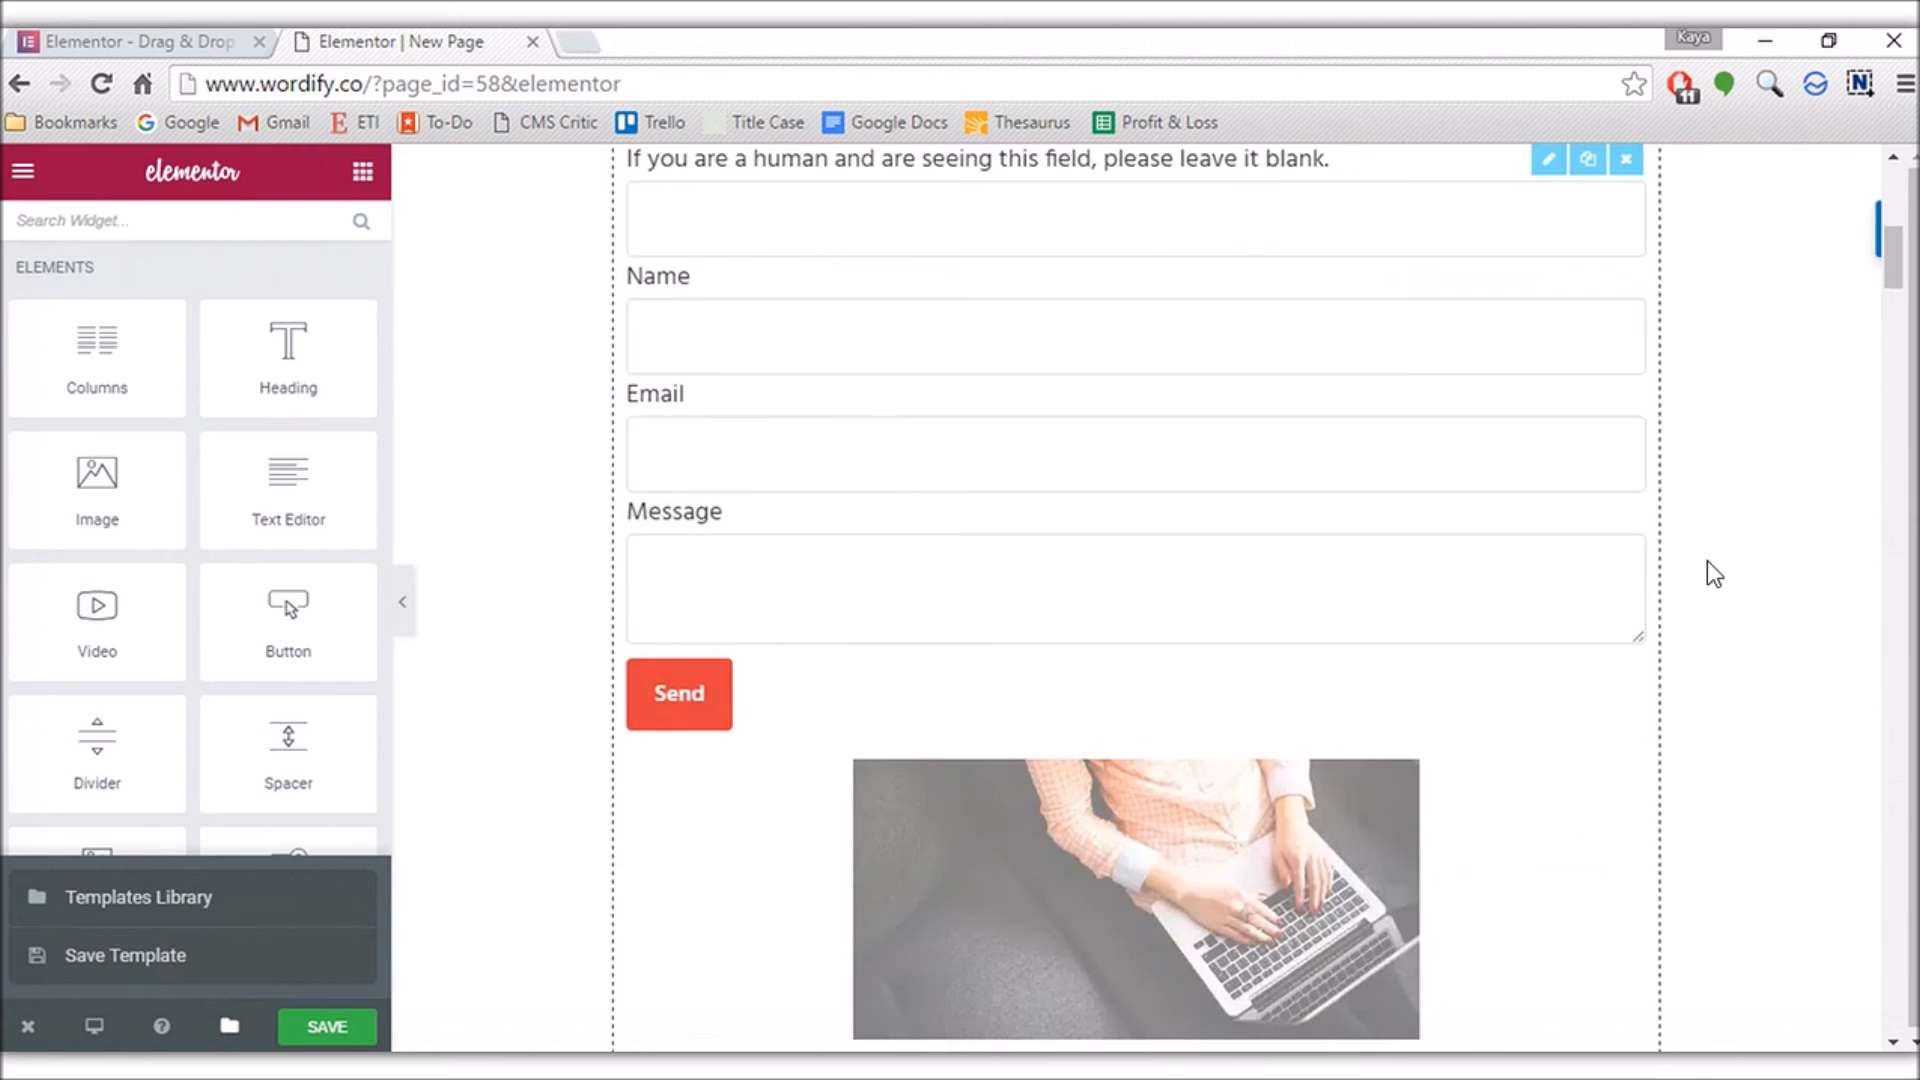 Elementor - Drag & Drop
Elementor | New Page
Kaya
www.wordify.co/?page_id=58&elementor
11
N
Bookmarks
Google
Gmail
ETI
To-Do
CMS Critic
Trello
Title Case
Google Docs
Thesaurus
Profit & Loss
elementor
Search Widget...
ELEMENTS
Columns
Heading
Image
Text Editor
Video
Button
Divider
Spacer
Templates Library
Save Template
SAVE
If you are a human and are seeing this field, please leave it blank.
Name
Email
Message
Send